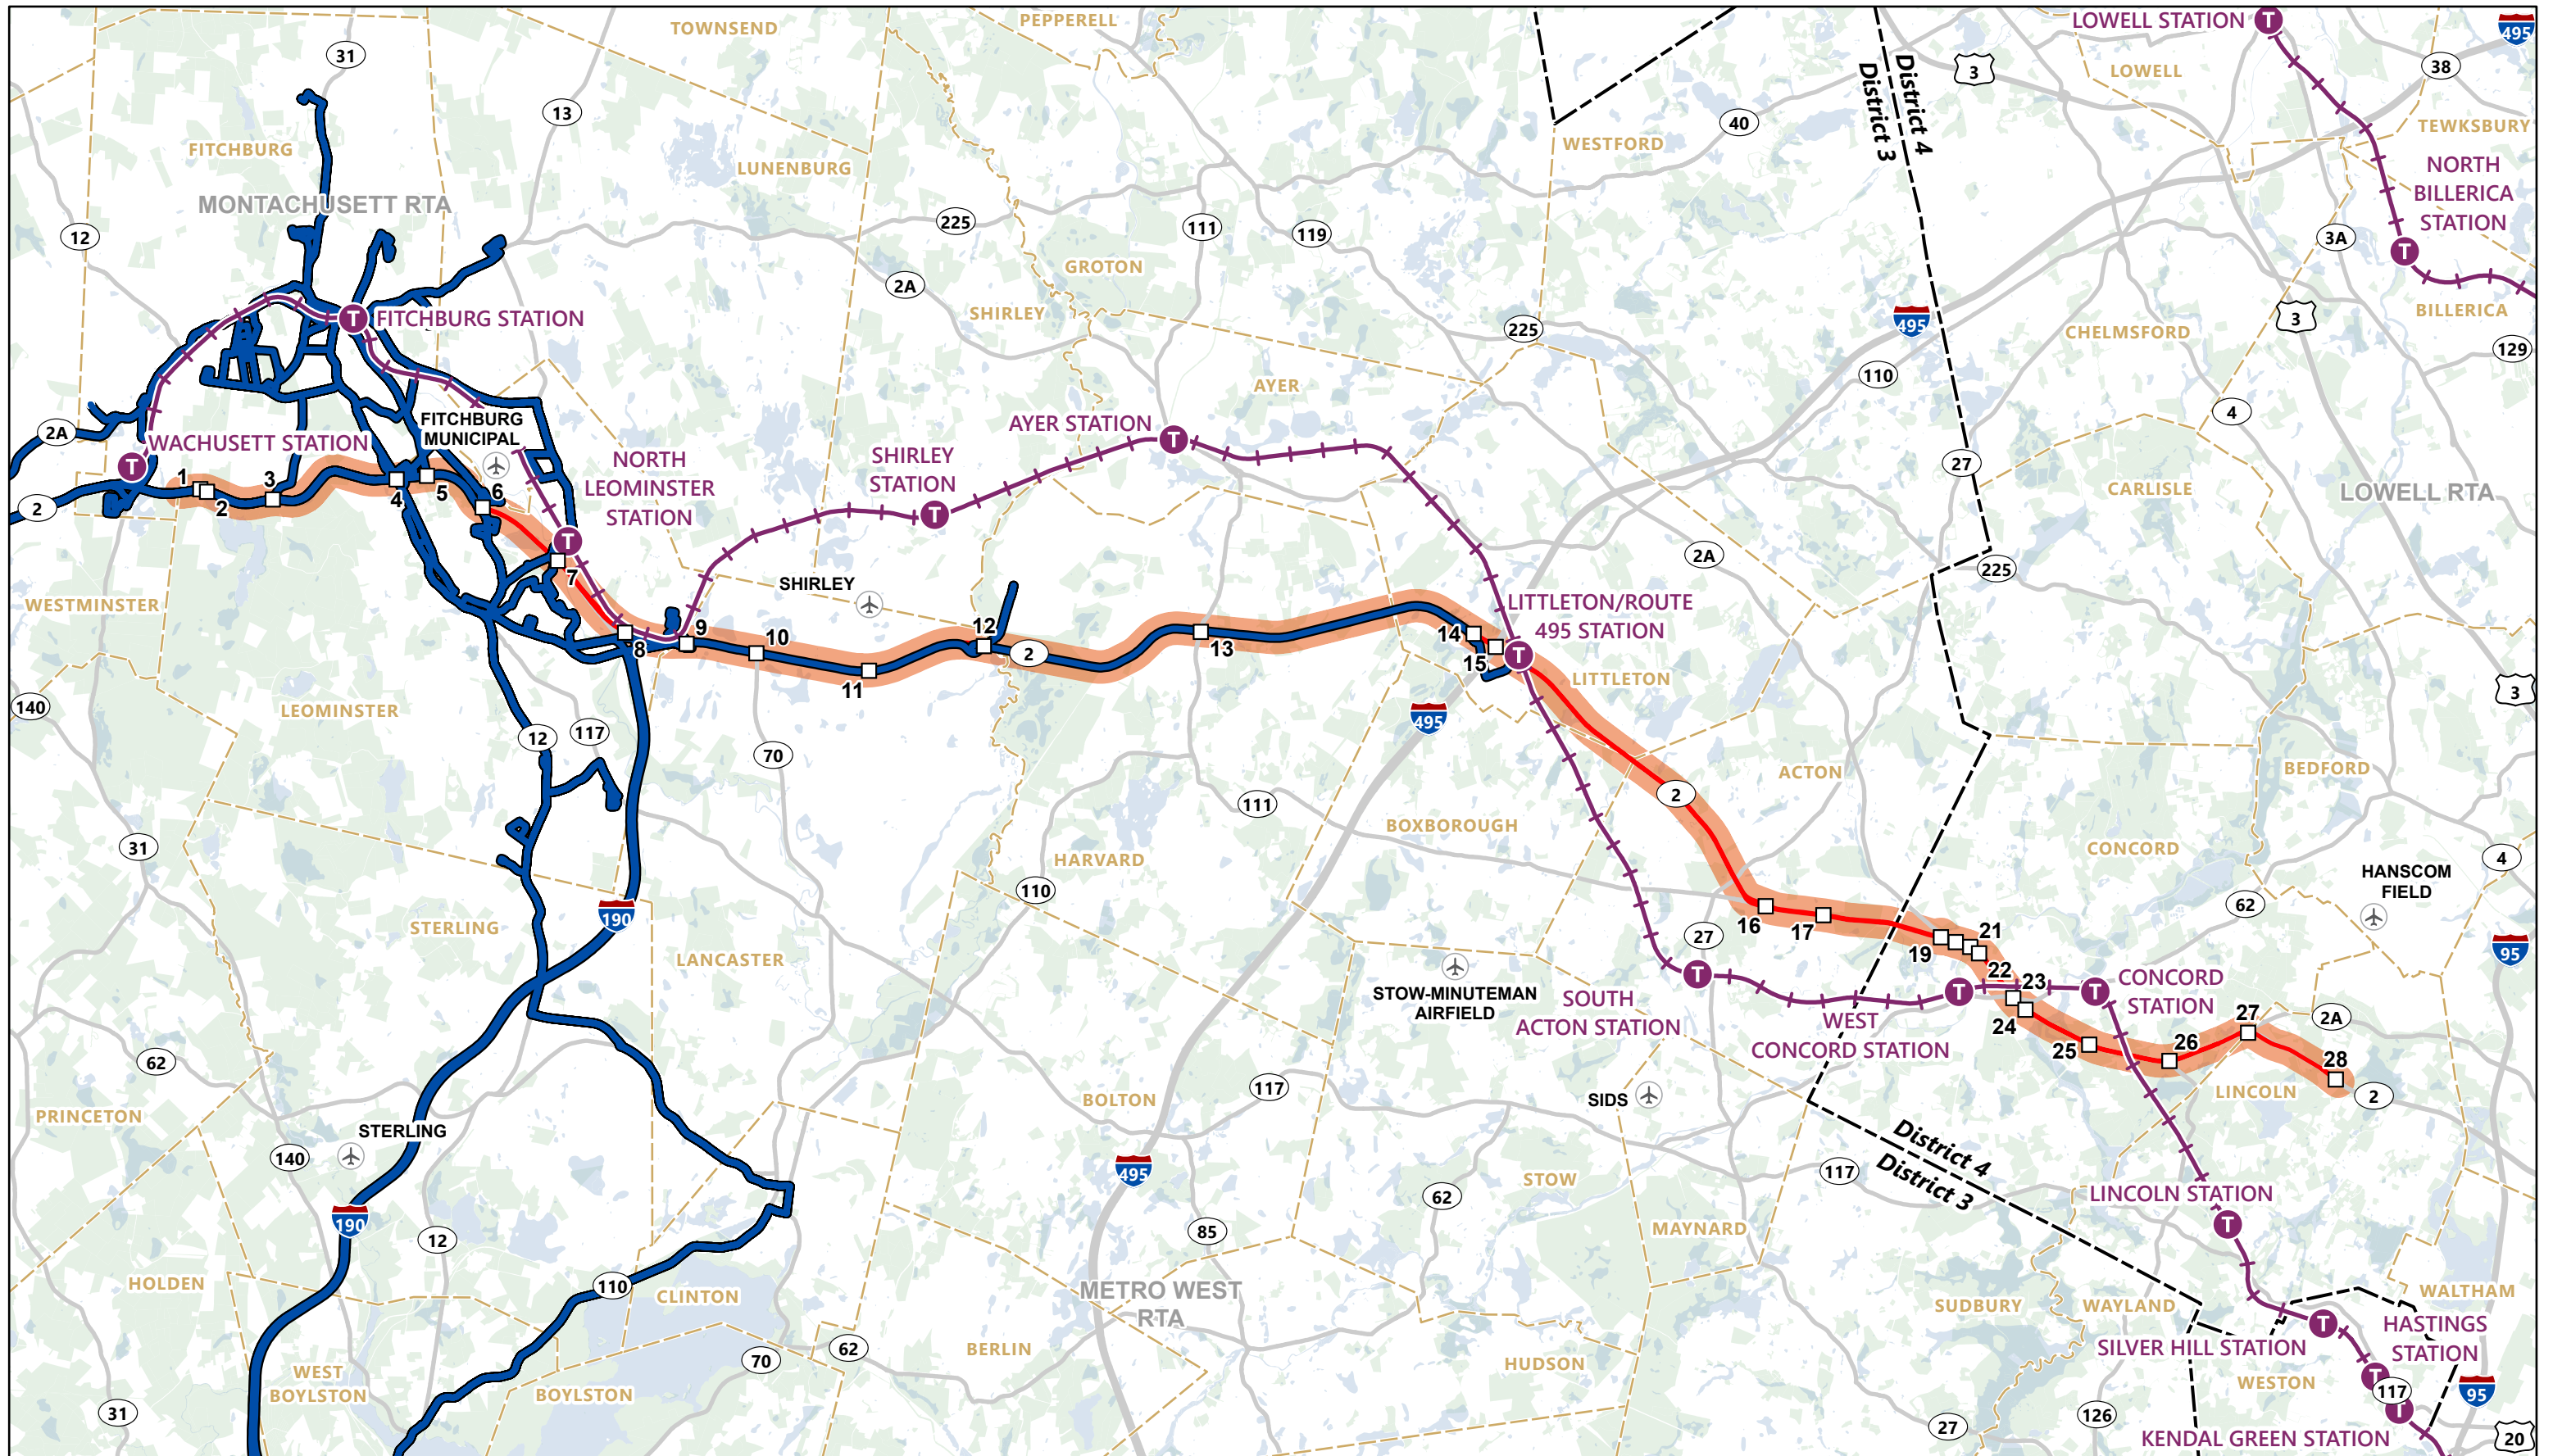 PEPPERELL
TOWNSEND
LOWELL STATION
T
495
31
38
3
LOWELL
District 4
District 3
13
40
TEWKSBURY
FITCHBURG
WESTFORD
LUNENBURG
NORTH
BILLERICA
STATION
MONTACHUSETT RTA
225
111
119
12
3A
T
GROTON
2A
SHIRLEY
BILLERICA
T
FITCHBURG STATION
225
495
CHELMSFORD
3
129
110
AYER
4
FITCHBURG
MUNICIPAL
AYER STATION
T
2A
WACHUSETT STATION
T
SHIRLEY
STATION
T
NORTH
LEOMINSTER
STATION
T
27
CARLISLE
LOWELL RTA
2
1
2
3
4
5
6
7
8
9
10
11
12
13
14
15
2
2A
225
SHIRLEY
WESTMINSTER
LITTLETON/ROUTE
495 STATION
T
LITTLETON
140
LEOMINSTER
495
3
12
117
70
ACTON
BEDFORD
2
111
BOXBOROUGH
31
HARVARD
CONCORD
4
110
HANSCOM
FIELD
62
190
STERLING
16
17
19
21
22
23
24
25
26
27
28
27
95
LANCASTER
T
SOUTH
ACTON STATION
T
WEST
CONCORD STATION
T
CONCORD
STATION
STOW-MINUTEMAN
AIRFIELD
2A
62
LINCOLN
2
117
SIDS
BOLTON
PRINCETON
STERLING
140
District 4
District 3
495
117
STOW
62
LINCOLN STATION
T
190
12
85
MAYNARD
HOLDEN
110
CLINTON
METRO WEST
RTA
SUDBURY
WAYLAND
WALTHAM
T
HASTINGS
STATION
SILVER HILL STATION
62
BERLIN
70
HUDSON
WEST
BOYLSTON
BOYLSTON
WESTON
T
117
95
T
31
27
126
KENDAL GREEN STATION
20